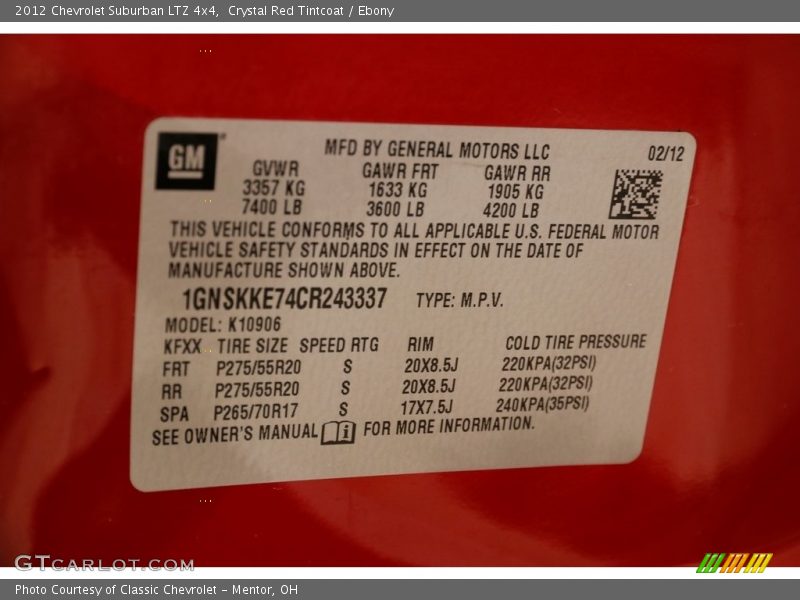 2012 Chevrolet Suburban LTZ 4x4, Crystal Red Tintcoat / Ebony
GM
MFD BY GENERAL MOTORS LLC 02/12
GVWR GAWR FRT GAWR RR
3357 KG 1633 KG 1905 KG
7400 LB 3600 LB 4200 LB
THIS VEHICLE CONFORMS TO ALL APPLICABLE U.S. FEDERAL MOTOR
VEHICLE SAFETY STANDARDS IN EFFECT ON THE DATE OF
MANUFACTURE SHOWN ABOVE.
1GNSKKE74CR243337 TYPE: M.P.V.
MODEL: K10906
KFXX TIRE SIZE SPEED RTG RIM COLD TIRE PRESSURE
FRT P275/55R20 S 20X8.5J 220KPA(32PSI)
RR P275/55R20 S 20X8.5J 220KPA(32PSI)
SPA P265/70R17 S 17X7.5J 240KPA(35PSI)
SEE OWNER'S MANUAL i FOR MORE INFORMATION.
GTCARLOT.COM
Photo Courtesy of Classic Chevrolet - Mentor, OH